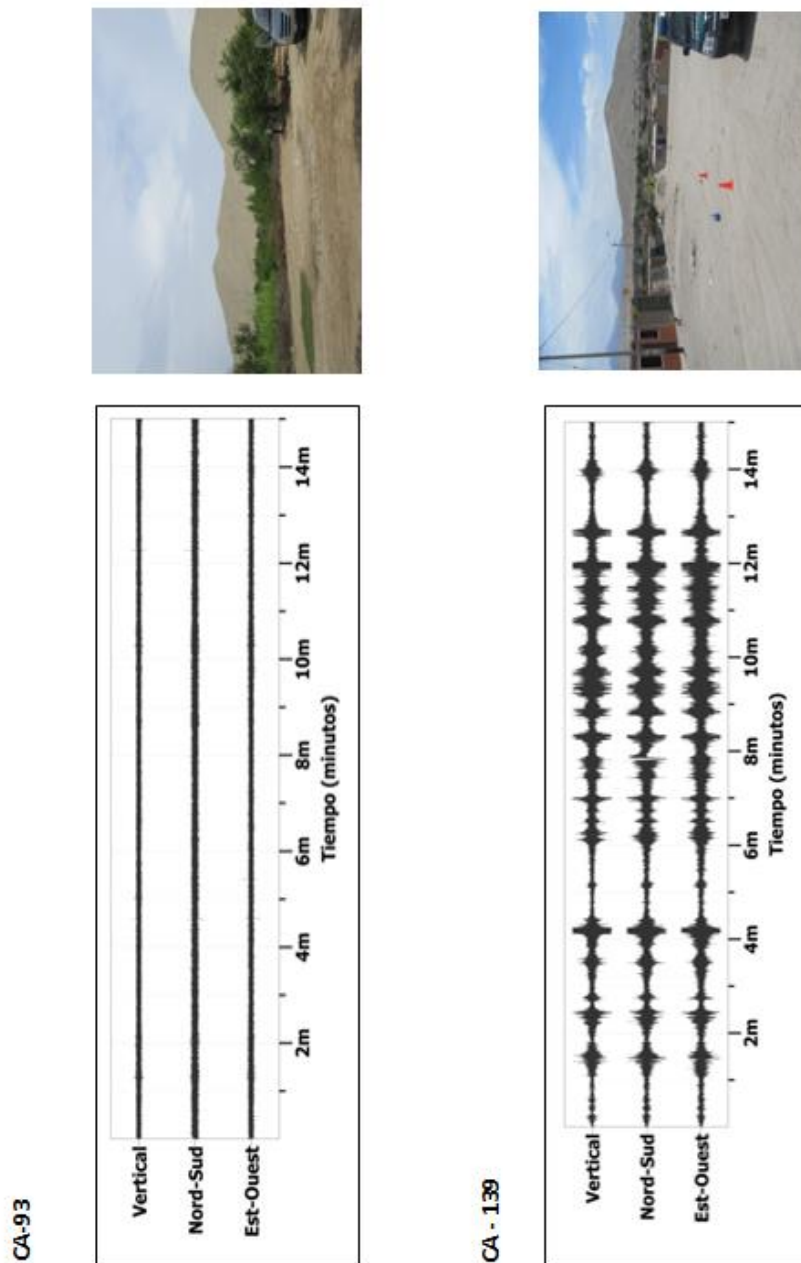 CA-93
Vertical
Nord-Sud
Est-Ouest
2m 4m 6m 8m 10m 12m 14m
Tiempo (minutos)
CA - 139
Vertical
Nord-Sud
Est-Ouest
2m 4m 6m 8m 10m 12m 14m
Tiempo (minutos)